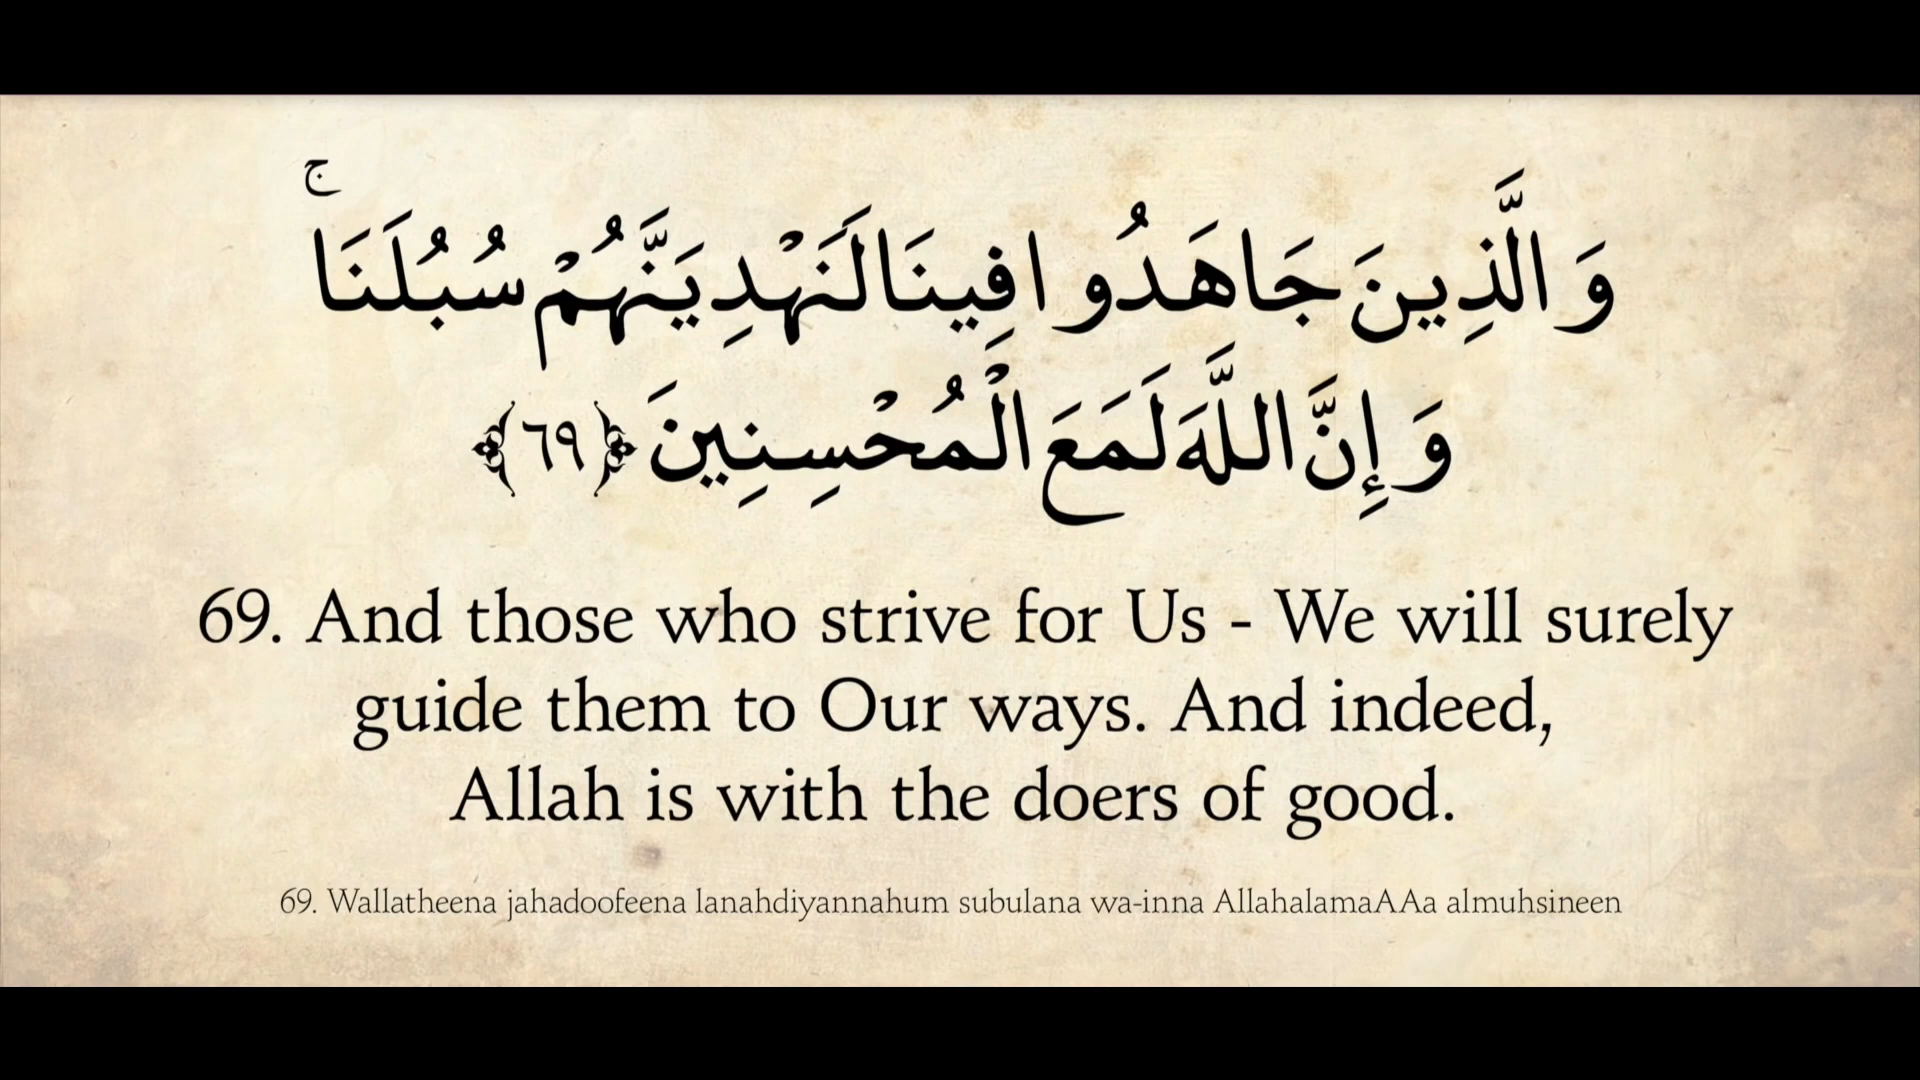 وَالَّذِينَ جَاهَدُوا فِينَا لَنَهْدِيَنَّهُمْ سُبُلَنَا ۚ
وَإِنَّ اللَّهَ لَمَعَ الْمُحْسِنِينَ ﴿٦٩﴾
69. And those who strive for Us - We will surely
guide them to Our ways. And indeed,
Allah is with the doers of good.
69. Wallatheena jahadoofeena lanahdiyannahum subulana wa-inna AllahalamaAAa almuhsineen